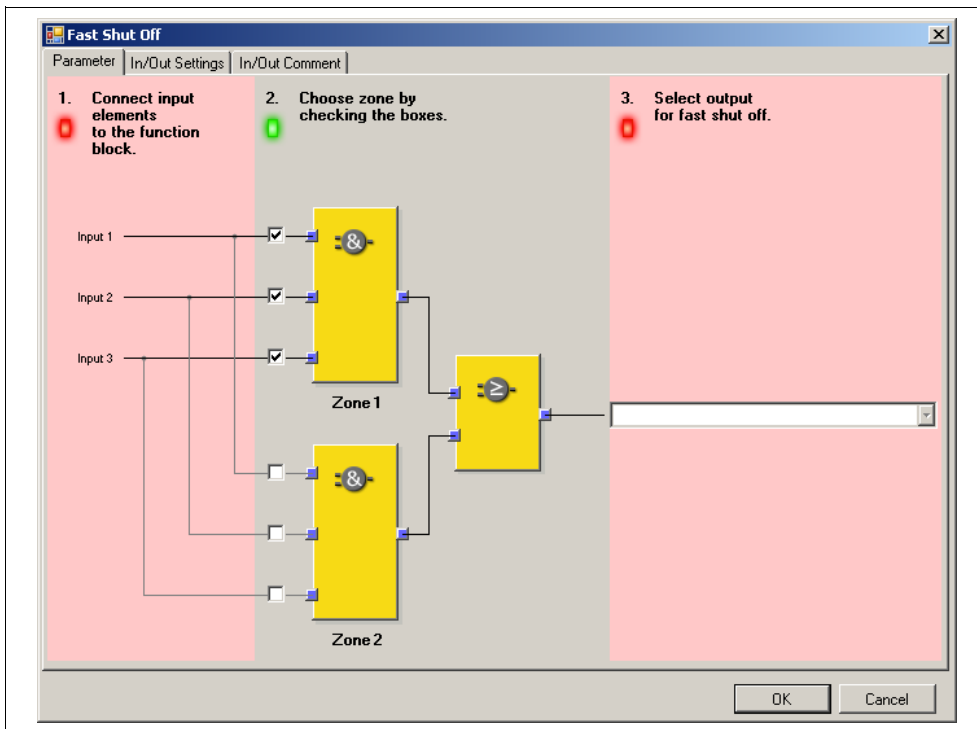 Fast Shut Off
Parameter
In/Out Settings
In/Out Comment
1. Connect input
elements
to the function
block.
2. Choose zone by
checking the boxes.
3. Select output
for fast shut off.
Input 1
&
Input 2
Input 3
Zone 1
≥
&
Zone 2
OK
Cancel